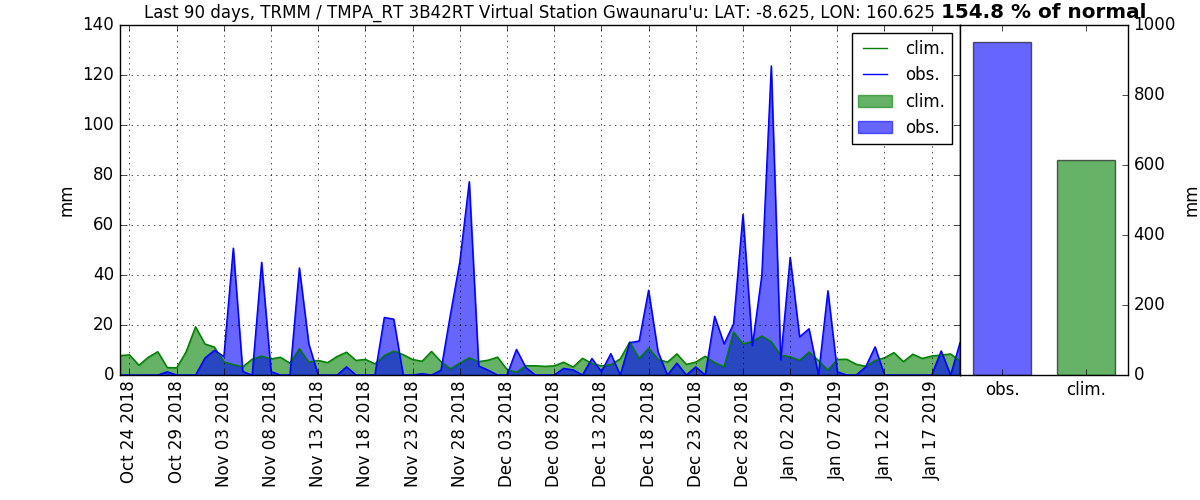 Last 90 days, TRMM / TMPA_RT 3B42RT Virtual Station Gwaunaru'u: LAT: -8.625, LON: 160.625 154.8 % of normal
140
120
100
80
60
40
20
0
mm
clim.
obs.
clim.
obs.
1000
800
600
400
200
0
mm
obs.
clim.
Oct 24 2018
Oct 29 2018
Nov 03 2018
Nov 08 2018
Nov 13 2018
Nov 18 2018
Nov 23 2018
Nov 28 2018
Dec 03 2018
Dec 08 2018
Dec 13 2018
Dec 18 2018
Dec 23 2018
Dec 28 2018
Jan 02 2019
Jan 07 2019
Jan 12 2019
Jan 17 2019